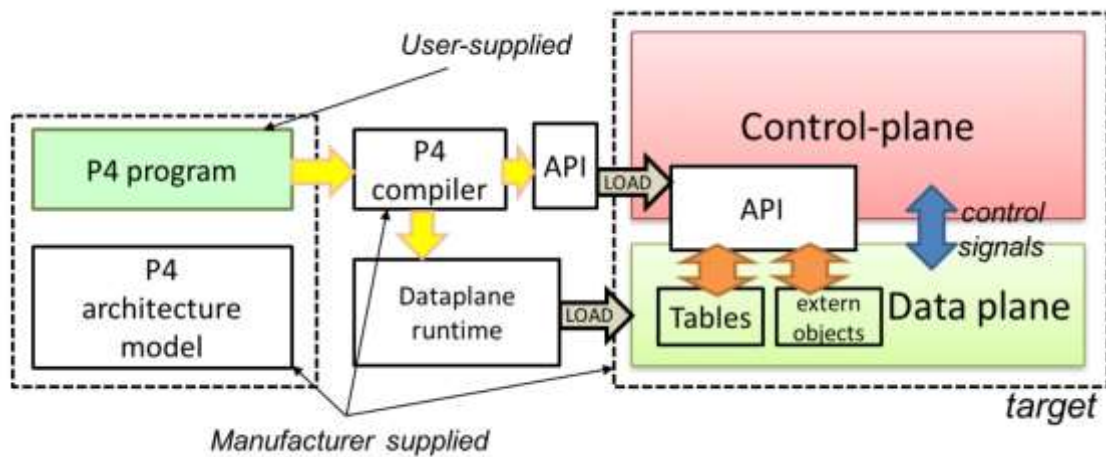 User-supplied
P4 program
P4
compiler
API
LOAD
Control-plane
API
control
signals
P4
architecture
model
Dataplane
runtime
LOAD
Tables
extern
objects
Data plane
target
Manufacturer supplied